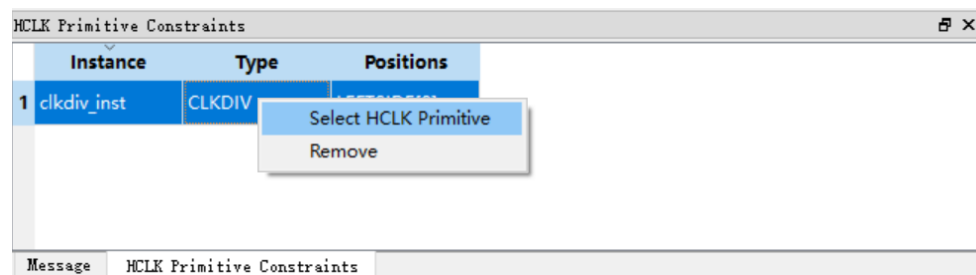 HCLK Primitive Constraints
Instance Type Positions
1 clkdiv_inst CLKDIV
Select HCLK Primitive
Remove
Message HCLK Primitive Constraints